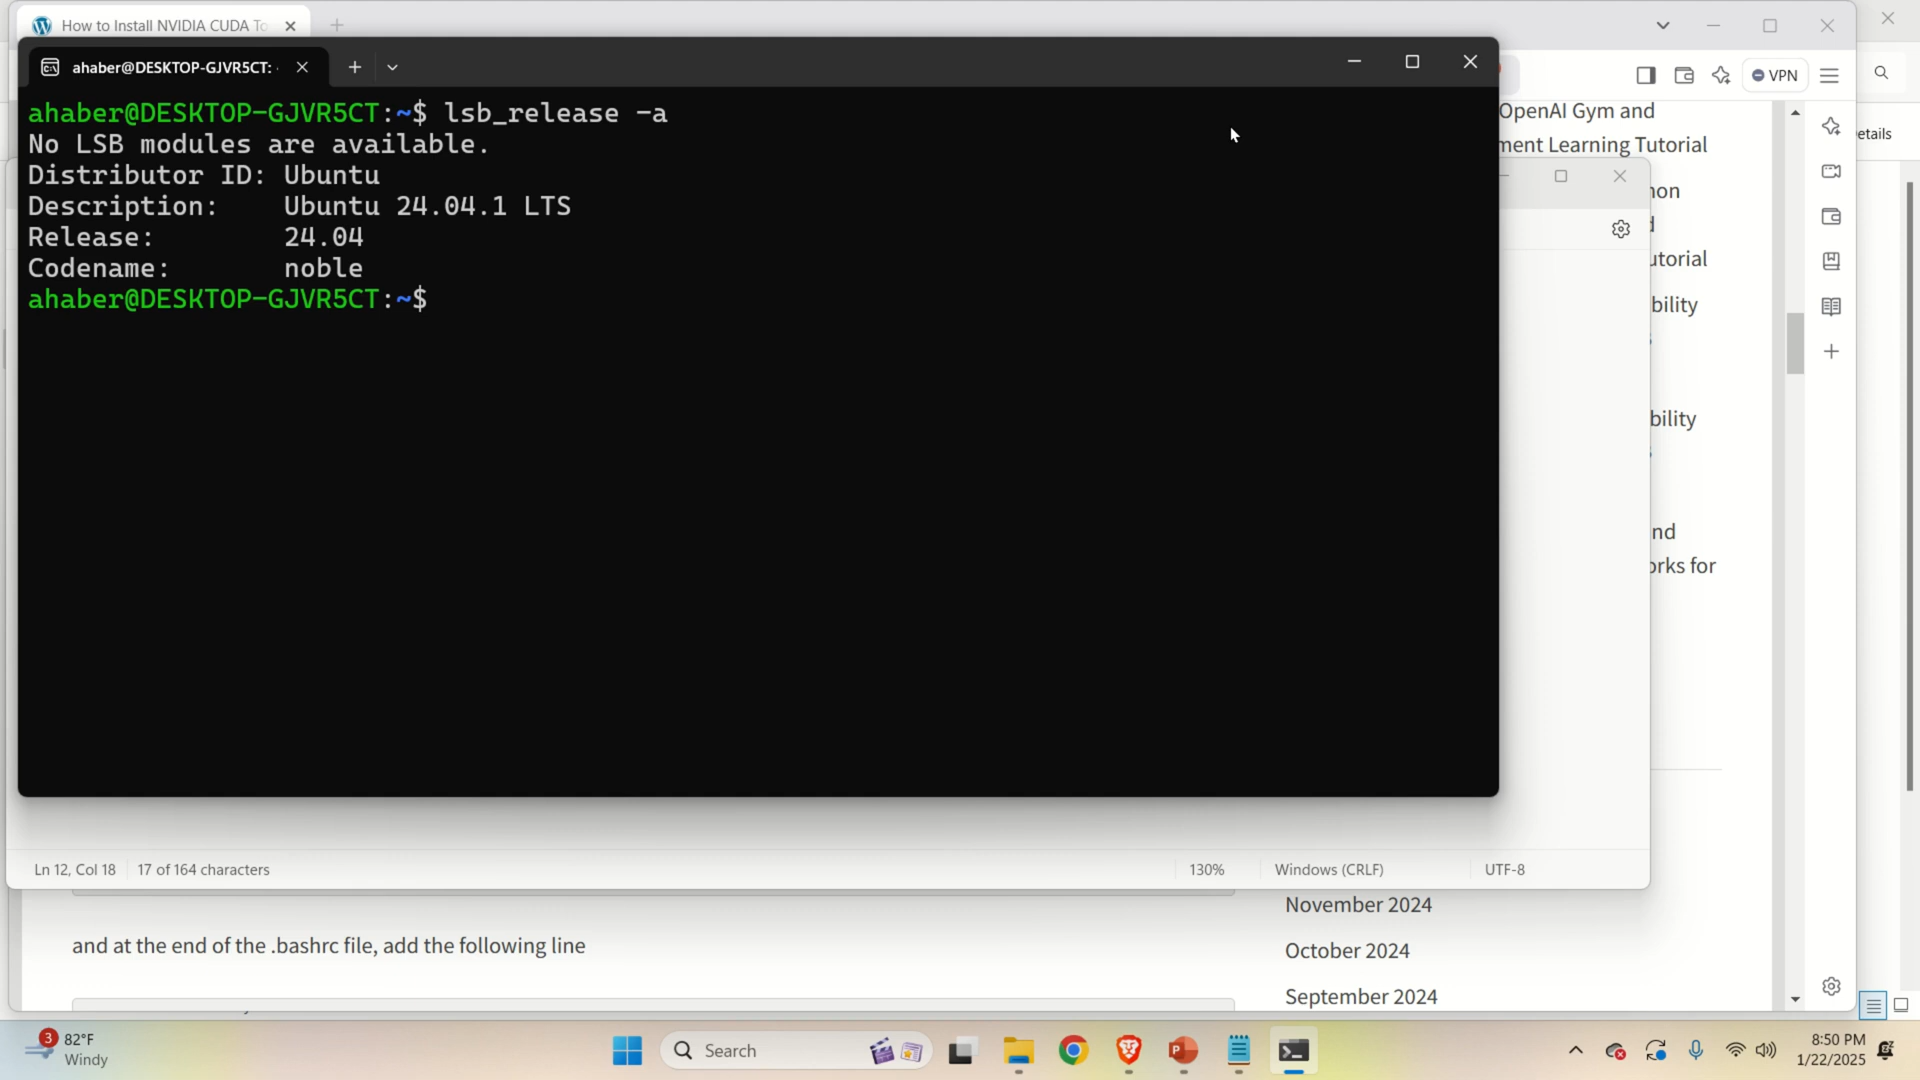 How to Install NVIDIA CUDA To
ahaber@DESKTOP-GJVR5CT: 
VPN
ahaber@DESKTOP-GJVR5CT:~$ lsb_release -a
No LSB modules are available.
Distributor ID: Ubuntu
Description: Ubuntu 24.04.1 LTS
Release: 24.04
Codename: noble
ahaber@DESKTOP-GJVR5CT:~$
OpenAI Gym and
ment Learning Tutorial
non
utorial
bility
bility
nd
orks for
etails
Ln 12, Col 18
17 of 164 characters
130%
Windows (CRLF)
UTF-8
and at the end of the .bashrc file, add the following line
November 2024
October 2024
September 2024
3
82°F
Windy
Search
8:50 PM
1/22/2025